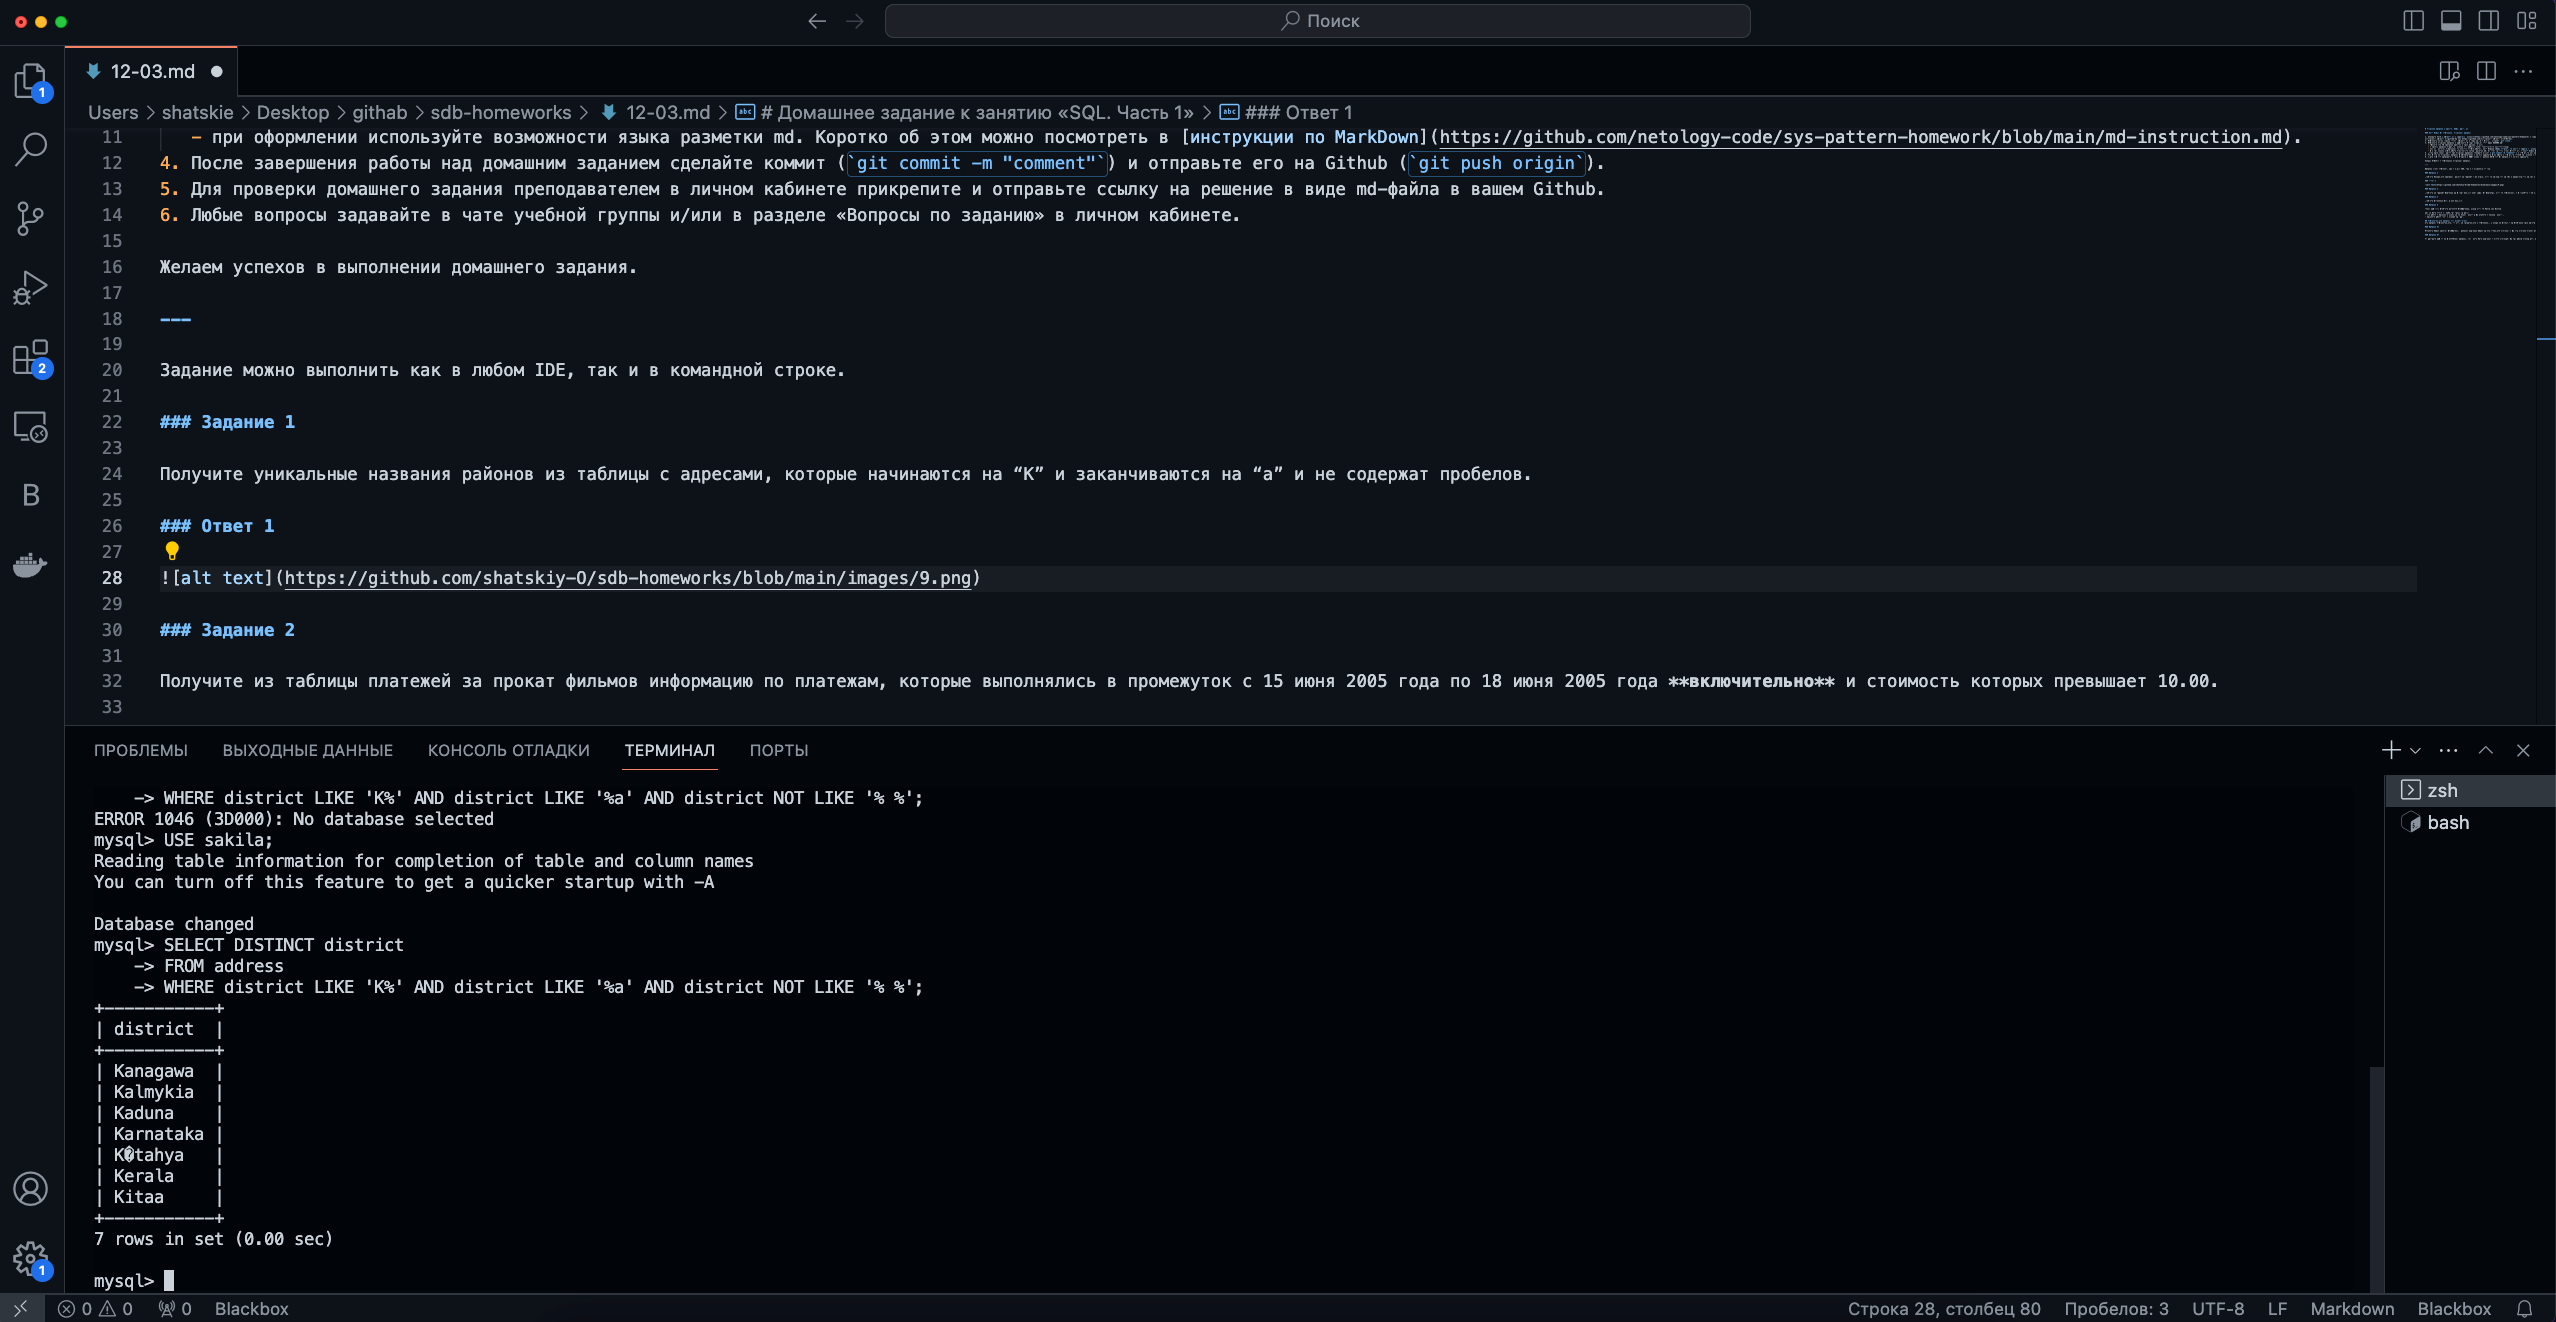 Поиск
12-03.md
Users > shatskie > Desktop > githab > sdb-homeworks > 12-03.md > # Домашнее задание к занятию «SQL. Часть 1» > ### Ответ 1
11 – при оформлении используйте возможности языка разметки md. Коротко об этом можно посмотреть в [инструкции по MarkDown](https://github.com/netology-code/sys-pattern-homework/blob/main/md-instruction.md).
12 4. После завершения работы над домашним заданием сделайте коммит (`git commit -m "comment"`) и отправьте его на Github (`git push origin`).
13 5. Для проверки домашнего задания преподавателем в личном кабинете прикрепите и отправьте ссылку на решение в виде md-файла в вашем Github.
14 6. Любые вопросы задавайте в чате учебной группы и/или в разделе «Вопросы по заданию» в личном кабинете.
15
16 Желаем успехов в выполнении домашнего задания.
17
18 ---
19
20 Задание можно выполнить как в любом IDE, так и в командной строке.
21
22 ### Задание 1
23
24 Получите уникальные названия районов из таблицы с адресами, которые начинаются на “K” и заканчиваются на “a” и не содержат пробелов.
25
26 ### Ответ 1
27
28 ![alt text](https://github.com/shatskiy-O/sdb-homeworks/blob/main/images/9.png)
29
30 ### Задание 2
31
32 Получите из таблицы платежей за прокат фильмов информацию по платежам, которые выполнялись в промежуток с 15 июня 2005 года по 18 июня 2005 года **включительно** и стоимость которых превышает 10.00.
33
ПРОБЛЕМЫ ВЫХОДНЫЕ ДАННЫЕ КОНСОЛЬ ОТЛАДКИ ТЕРМИНАЛ ПОРТЫ
-> WHERE district LIKE 'K%' AND district LIKE '%a' AND district NOT LIKE '% %';
ERROR 1046 (3D000): No database selected
mysql> USE sakila;
Reading table information for completion of table and column names
You can turn off this feature to get a quicker startup with -A
Database changed
mysql> SELECT DISTINCT district
-> FROM address
-> WHERE district LIKE 'K%' AND district LIKE '%a' AND district NOT LIKE '% %';
+-----------+
| district  |
+-----------+
| Kanagawa  |
| Kalmykia  |
| Kaduna    |
| Karnataka |
| K�tahya   |
| Kerala    |
| Kitaa     |
+-----------+
7 rows in set (0.00 sec)
mysql>
zsh
bash
B
1
2
1
0 0 0 Blackbox
Строка 28, столбец 80 Пробелов: 3 UTF-8 LF Markdown Blackbox